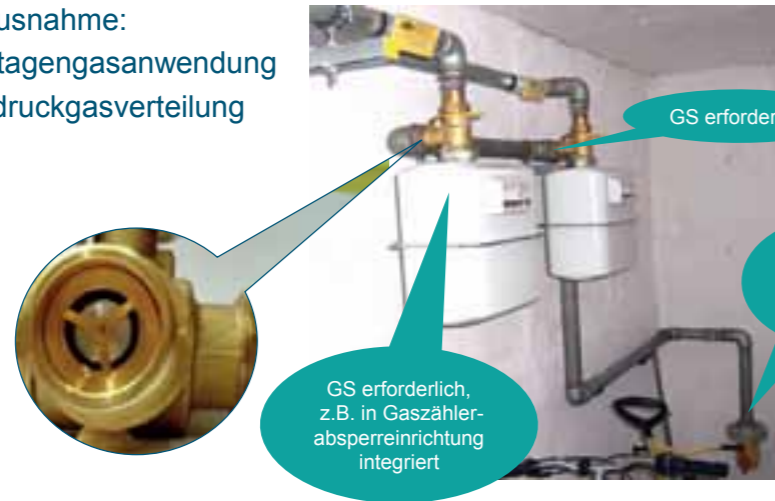 usnahme:
tagengasanwendung
druckgasverteilung
GS erforder
GS erforderlich,
z.B. in Gaszähler-
absperreinrichtung
integriert